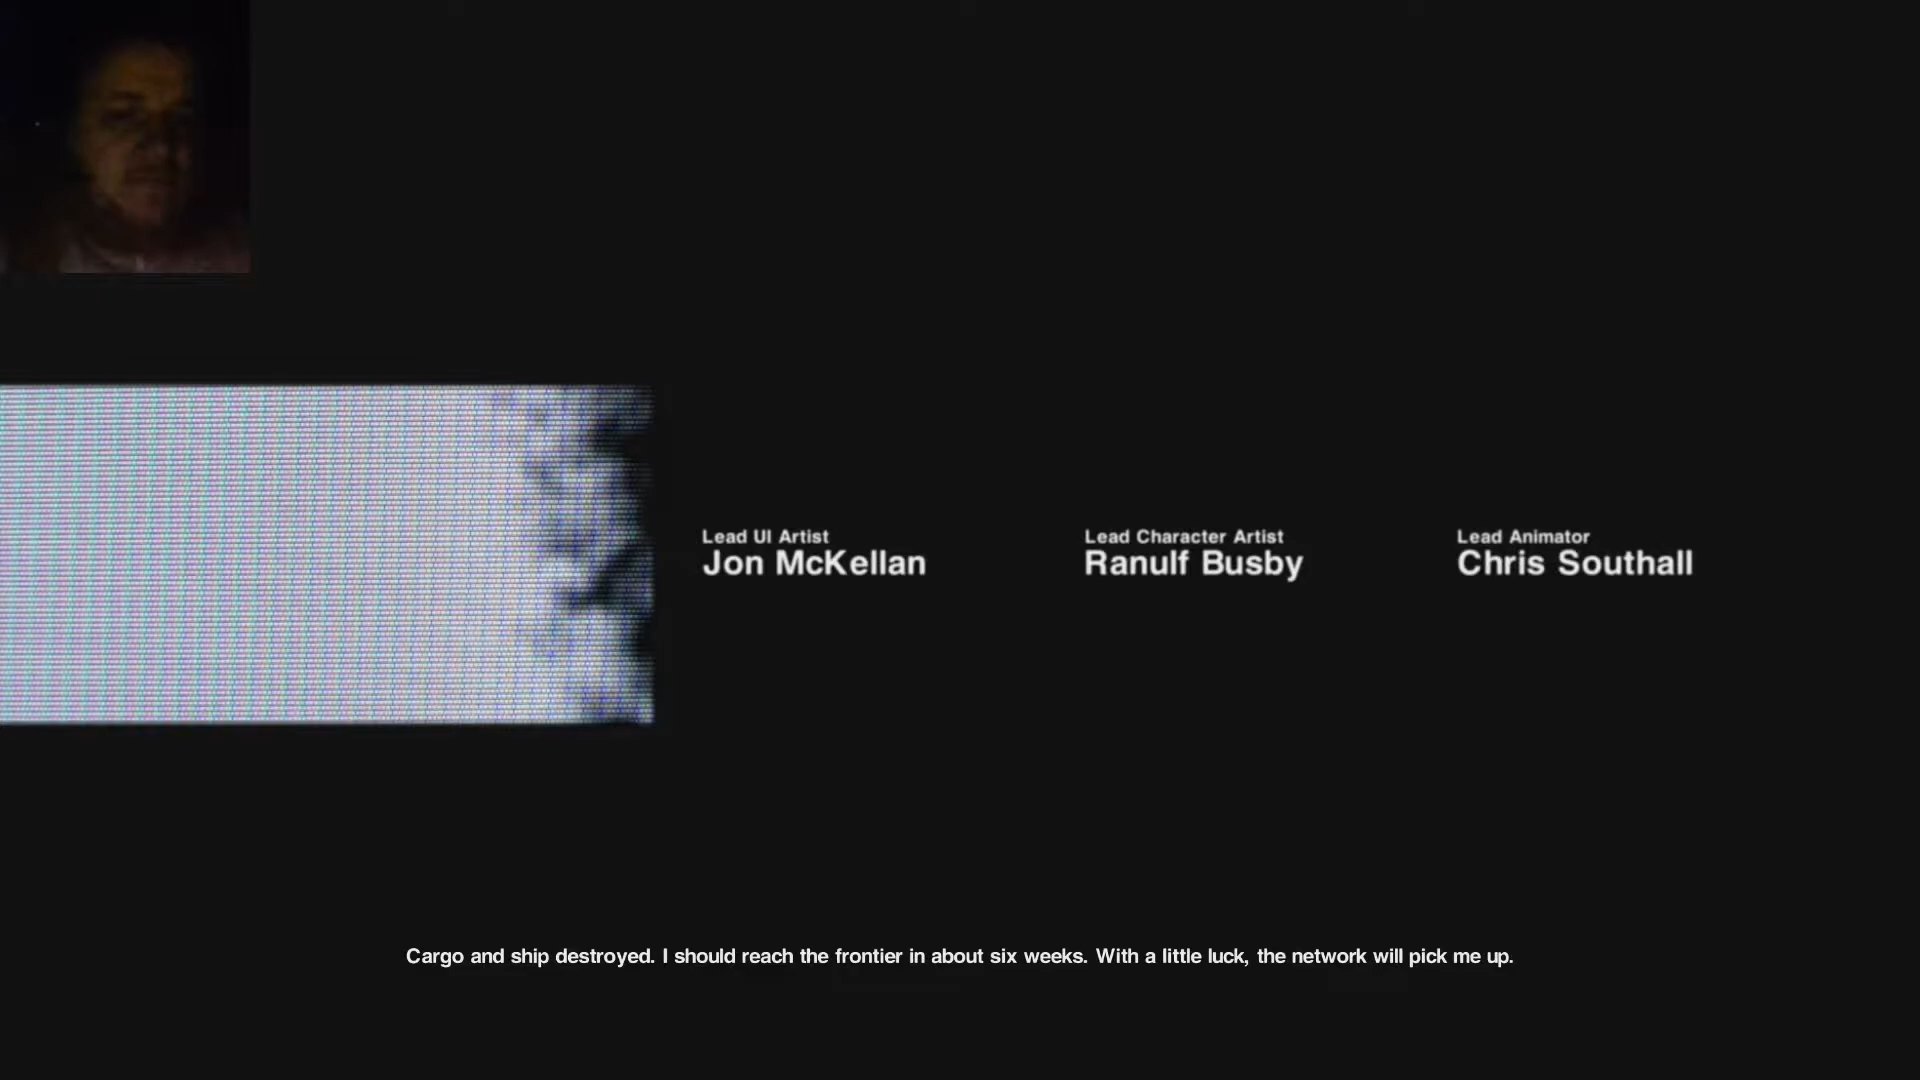 Lead UI Artist
Jon McKellan
Lead Character Artist
Ranulf Busby
Lead Animator
Chris Southall
Cargo and ship destroyed. I should reach the frontier in about six weeks. With a little luck, the network will pick me up.